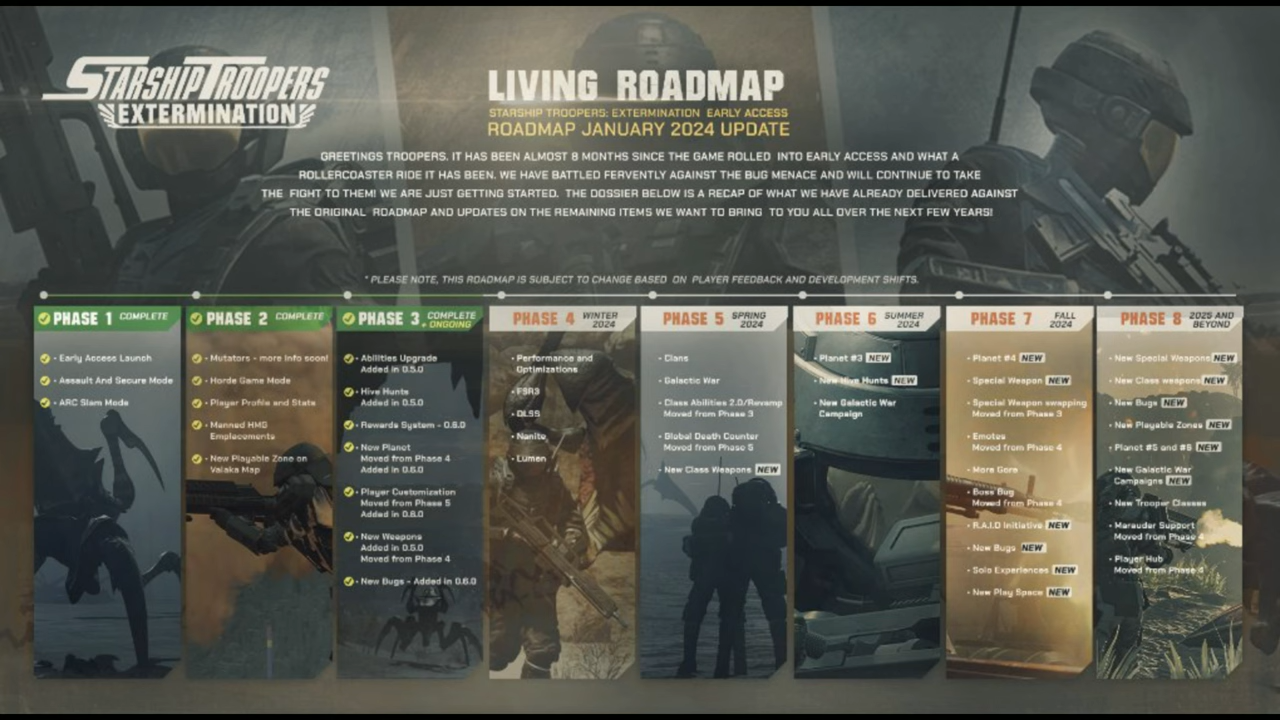 STARSHIP TROOPERS
EXTERMINATION
LIVING ROADMAP
STARSHIP TROOPERS: EXTERMINATION EARLY ACCESS
ROADMAP JANUARY 2024 UPDATE
GREETINGS TROOPERS. IT HAS BEEN ALMOST 8 MONTHS SINCE THE GAME ROLLED INTO EARLY ACCESS AND WHAT A
ROLLERCOASTER RIDE IT HAS BEEN. WE HAVE BATTLED FERVENTLY AGAINST THE BUG MENACE AND WILL CONTINUE TO TAKE
THE FIGHT TO THEM! WE ARE JUST GETTING STARTED. THE DOSSIER BELOW IS A RECAP OF WHAT WE HAVE ALREADY DELIVERED AGAINST
THE ORIGINAL ROADMAP AND UPDATES ON THE REMAINING ITEMS WE WANT TO BRING TO YOU ALL OVER THE NEXT FEW YEARS!
* PLEASE NOTE, THIS ROADMAP IS SUBJECT TO CHANGE BASED ON PLAYER FEEDBACK AND DEVELOPMENT SHIFTS.
PHASE 1 COMPLETE
- Early Access Launch
- Assault And Secure Mode
- ARC Slam Mode
PHASE 2 COMPLETE
- Mutators - more info soon!
- Horde Game Mode
- Player Profile and Stats
- Manned HMG
Emplacements
- New Playable Zone on
Valaka Map
PHASE 3 COMPLETE
+ ONGOING
- Abilities Upgrade
Added in 0.5.0
- Hive Hunts
Added in 0.5.0
- Rewards System - 0.6.0
- New Planet
Moved from Phase 4
Added in 0.6.0
- Player Customization
Moved from Phase 5
Added in 0.6.0
- New Weapons
Added in 0.5.0
Moved from Phase 4
- New Bugs - Added in 0.6.0
PHASE 4 WINTER
2024
- Performance and
Optimizations
- FSR3
- DLSS
- Nanite
- Lumen
PHASE 5 SPRING
2024
- Clans
- Galactic War
- Class Abilities 2.0/Revamp
Moved from Phase 3
- Global Death Counter
Moved from Phase 5
- New Class Weapons NEW
PHASE 6 SUMMER
2024
- Planet #3 NEW
- New Hive Hunts NEW
- New Galactic War
Campaign
PHASE 7 FALL
2024
- Planet #4 NEW
- Special Weapon NEW
- Special Weapon swapping
Moved from Phase 3
- Emotes
Moved from Phase 4
- More Gore
- Boss Bug
Moved from Phase 4
- R.A.I.D Initiative NEW
- New Bugs NEW
- Solo Experiences NEW
- New Play Space NEW
PHASE 8 2025 AND
BEYOND
- New Special Weapons NEW
- New Class weapons NEW
- New Bugs NEW
- New Playable Zones NEW
- Planet #5 and #6 NEW
- New Galactic War
Campaigns NEW
- New Trooper Classes
- Marauder Support
Moved from Phase 4
- Player Hub
Moved from Phase 4